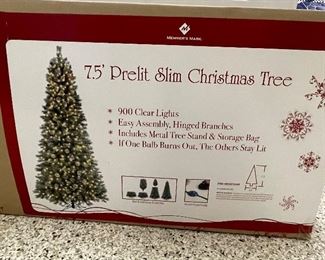 MEMBER'S MARK
7.5' Prelit Slim Christmas Tree
* 900 Clear Lights
* Easy Assembly, Hinged Branches
* Includes Metal Tree Stand & Storage Bag
* If One Bulb Burns Out, The Others Stay Lit